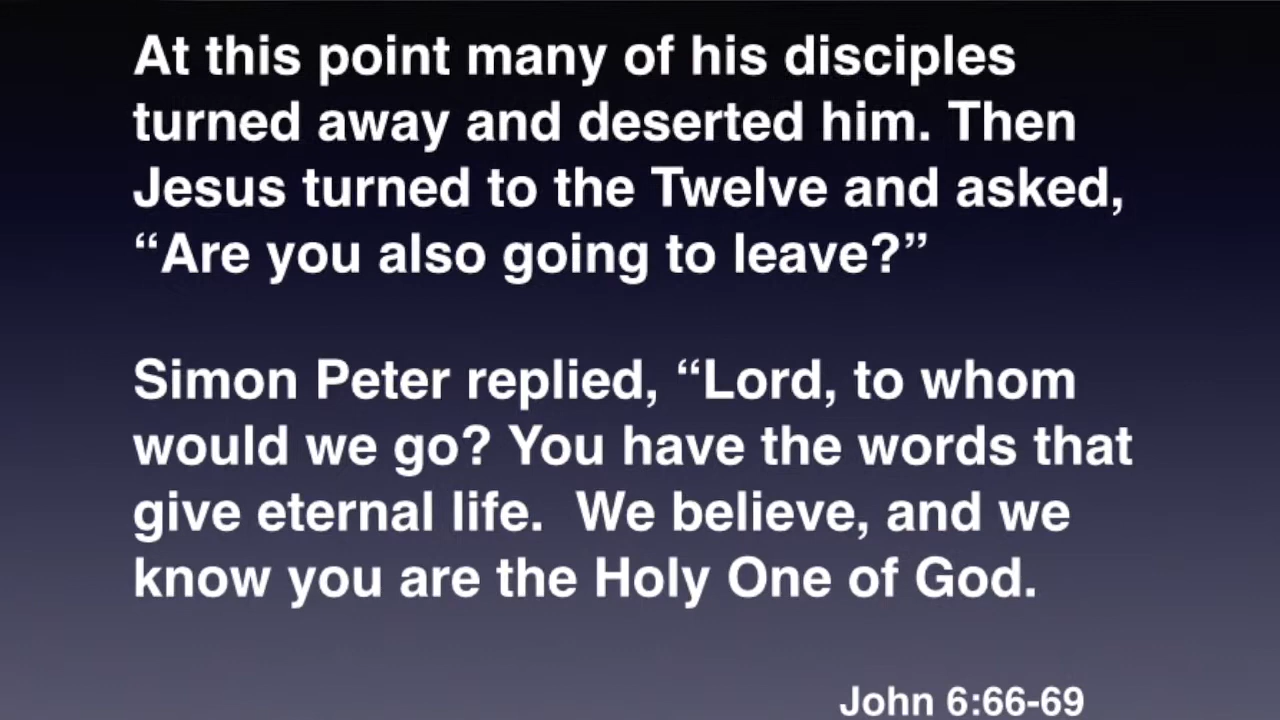 At this point many of his disciples
turned away and deserted him. Then
Jesus turned to the Twelve and asked,
“Are you also going to leave?”
Simon Peter replied, “Lord, to whom
would we go? You have the words that
give eternal life.  We believe, and we
know you are the Holy One of God.
John 6:66-69